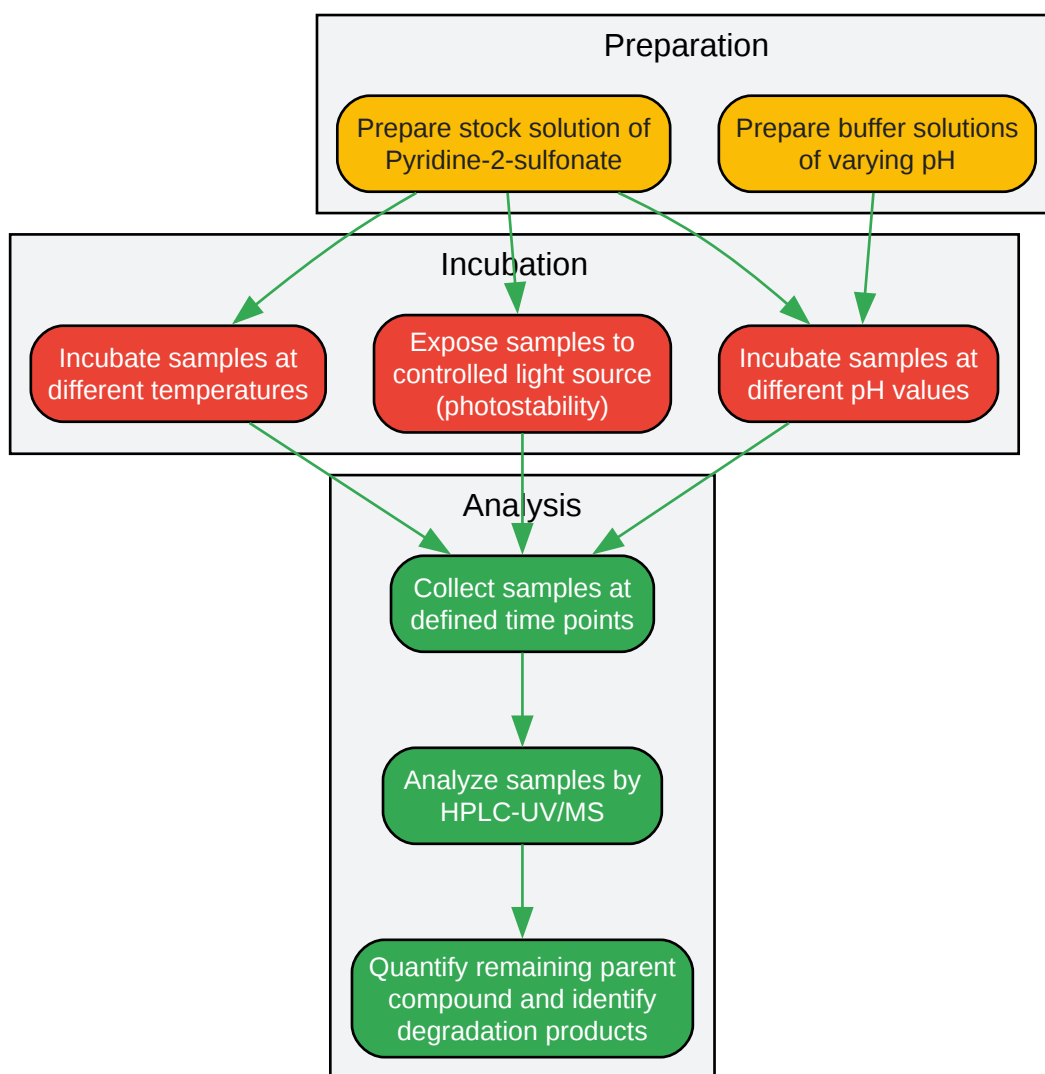 Preparation
Prepare stock solution of
Pyridine-2-sulfonate
Prepare buffer solutions
of varying pH
Incubation
Incubate samples at
different temperatures
Expose samples to
controlled light source
(photostability)
Incubate samples at
different pH values
Analysis
Collect samples at
defined time points
Analyze samples by
HPLC-UV/MS
Quantify remaining parent
compound and identify
degradation products